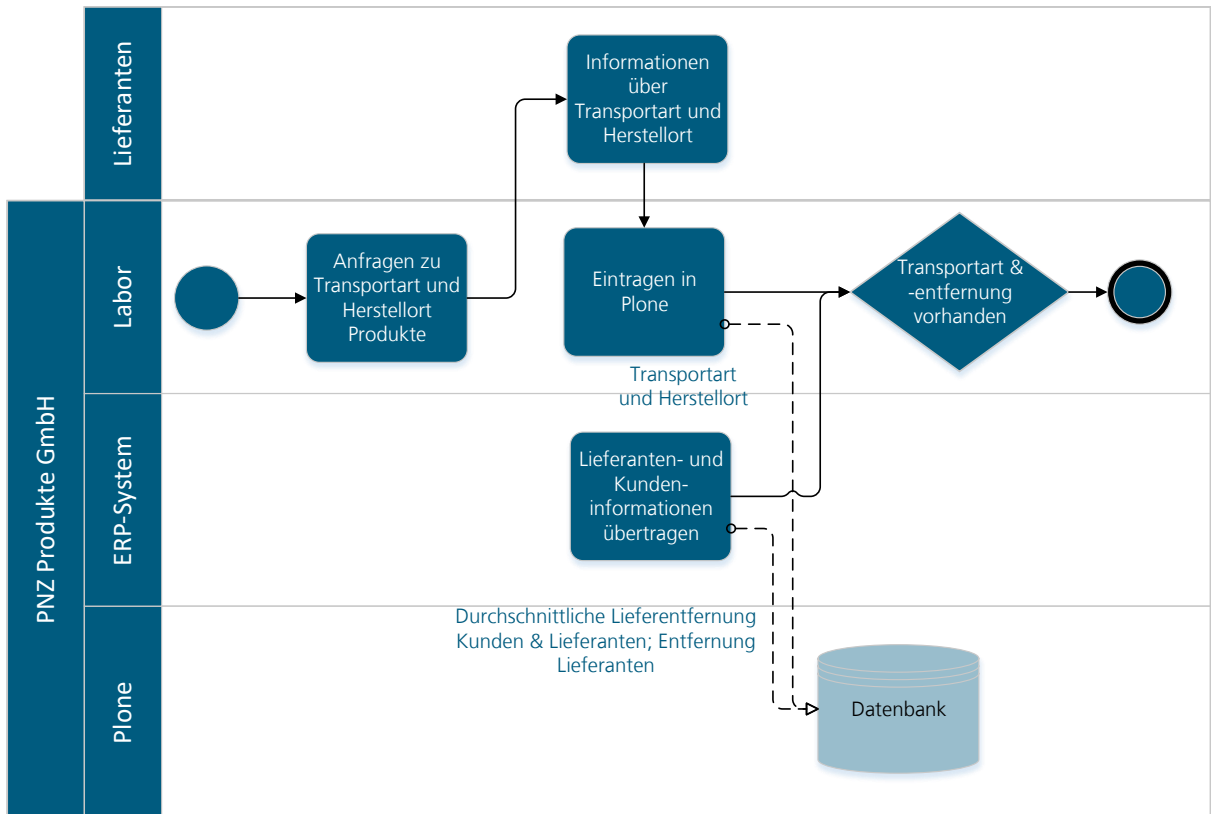 PNZ Produkte GmbH
Lieferanten
Informationen
über
Transportart und
Herstellort
Labor
Anfragen zu
Transportart und
Herstellort
Produkte
Eintragen in
Plone
Transportart &
-entfernung
vorhanden
Transportart
und Herstellort
ERP-System
Lieferanten- und
Kunden-
informationen
übertragen
Durchschnittliche Lieferentfernung
Kunden & Lieferanten; Entfernung
Lieferanten
Plone
Datenbank